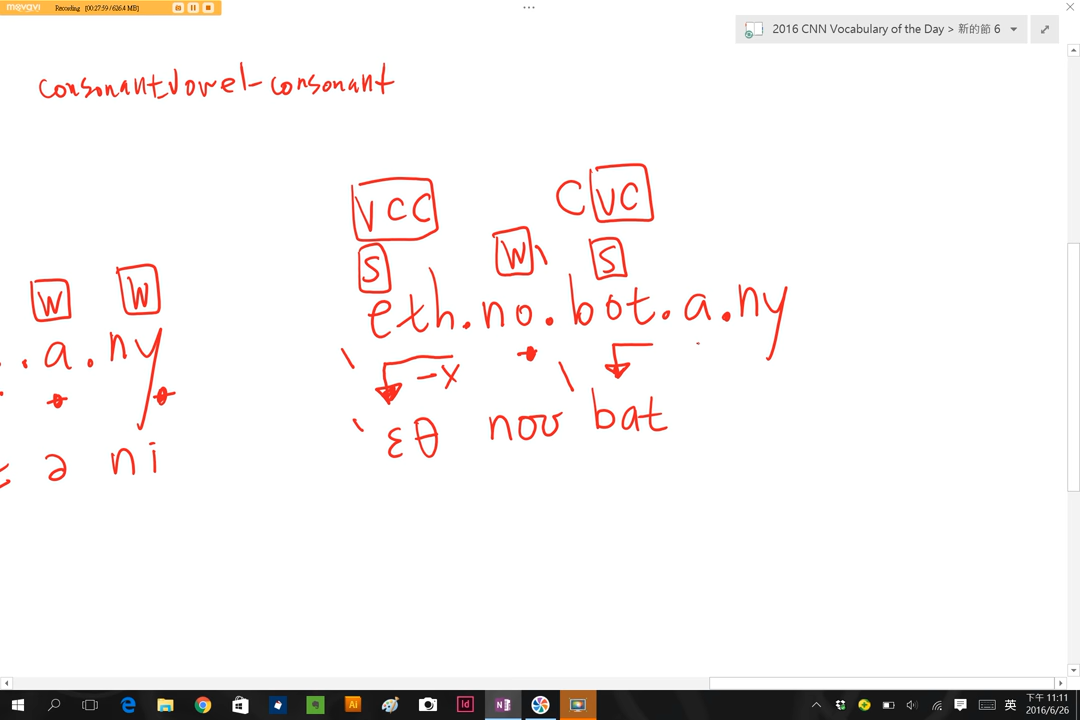 movavi Recording [00:27:59 / 626.4 MB]
2016 CNN Vocabulary of the Day > 新的節 6
consonant-vowel-consonant
VCC CVC
S W S
eth.no.bot.a.ny
-x
ɛθ noʊ bat
W W
. a . ny
ə ni
英
下午 11:11
2016/6/26